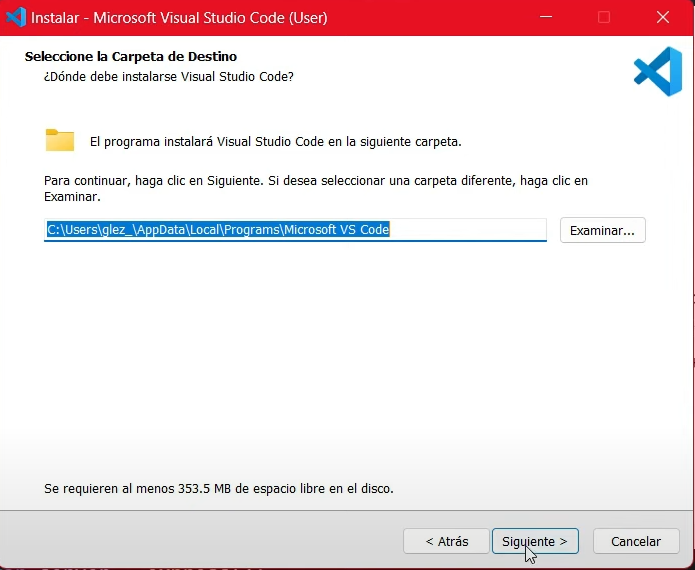 Instalar - Microsoft Visual Studio Code (User)
Seleccione la Carpeta de Destino
¿Dónde debe instalarse Visual Studio Code?
El programa instalará Visual Studio Code en la siguiente carpeta.
Para continuar, haga clic en Siguiente. Si desea seleccionar una carpeta diferente, haga clic en
Examinar.
C:\Users\glez_\AppData\Local\Programs\Microsoft VS Code
Examinar...
Se requieren al menos 353.5 MB de espacio libre en el disco.
< Atrás
Siguiente >
Cancelar